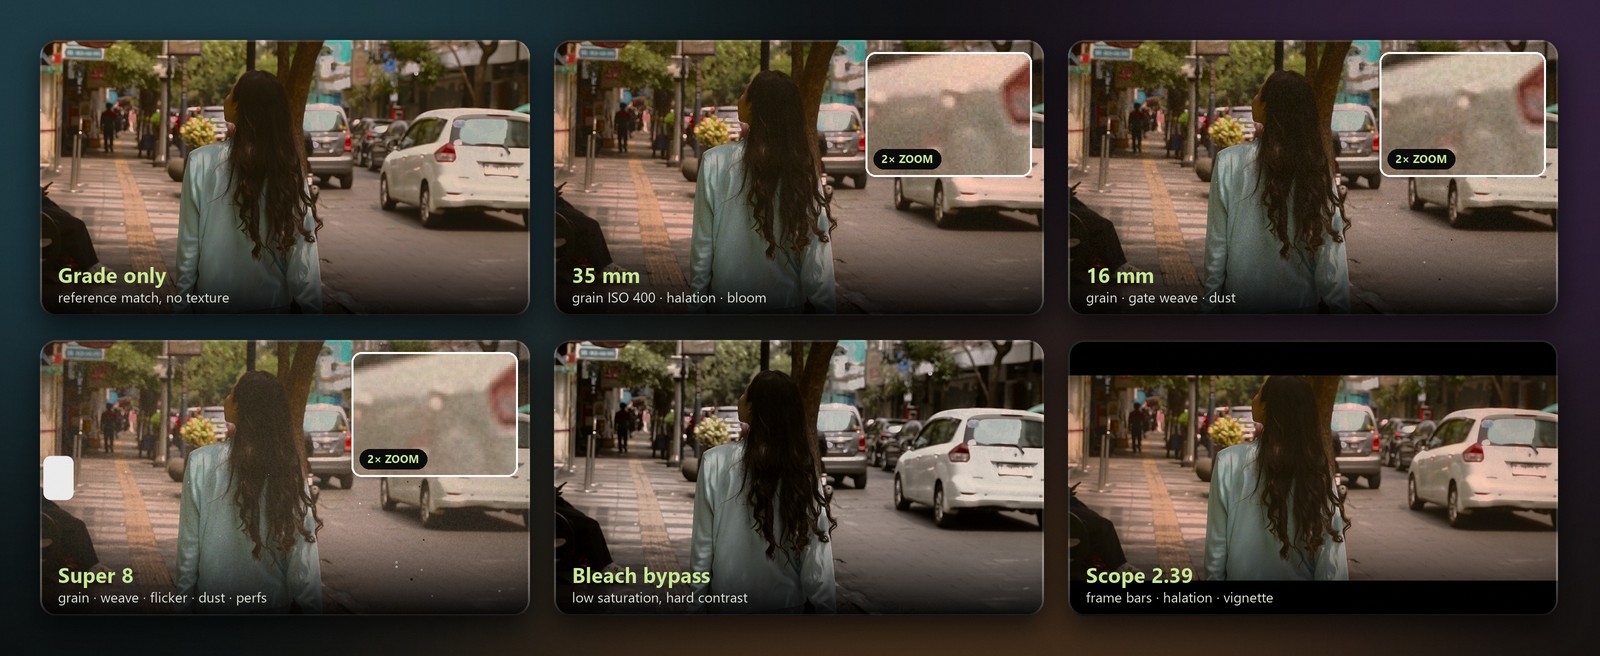 2× ZOOM
2× ZOOM
Grade only
reference match, no texture
35 mm
grain ISO 400 · halation · bloom
16 mm
grain · gate weave · dust
2× ZOOM
Super 8
grain · weave · flicker · dust · perfs
Bleach bypass
low saturation, hard contrast
Scope 2.39
frame bars · halation · vignette